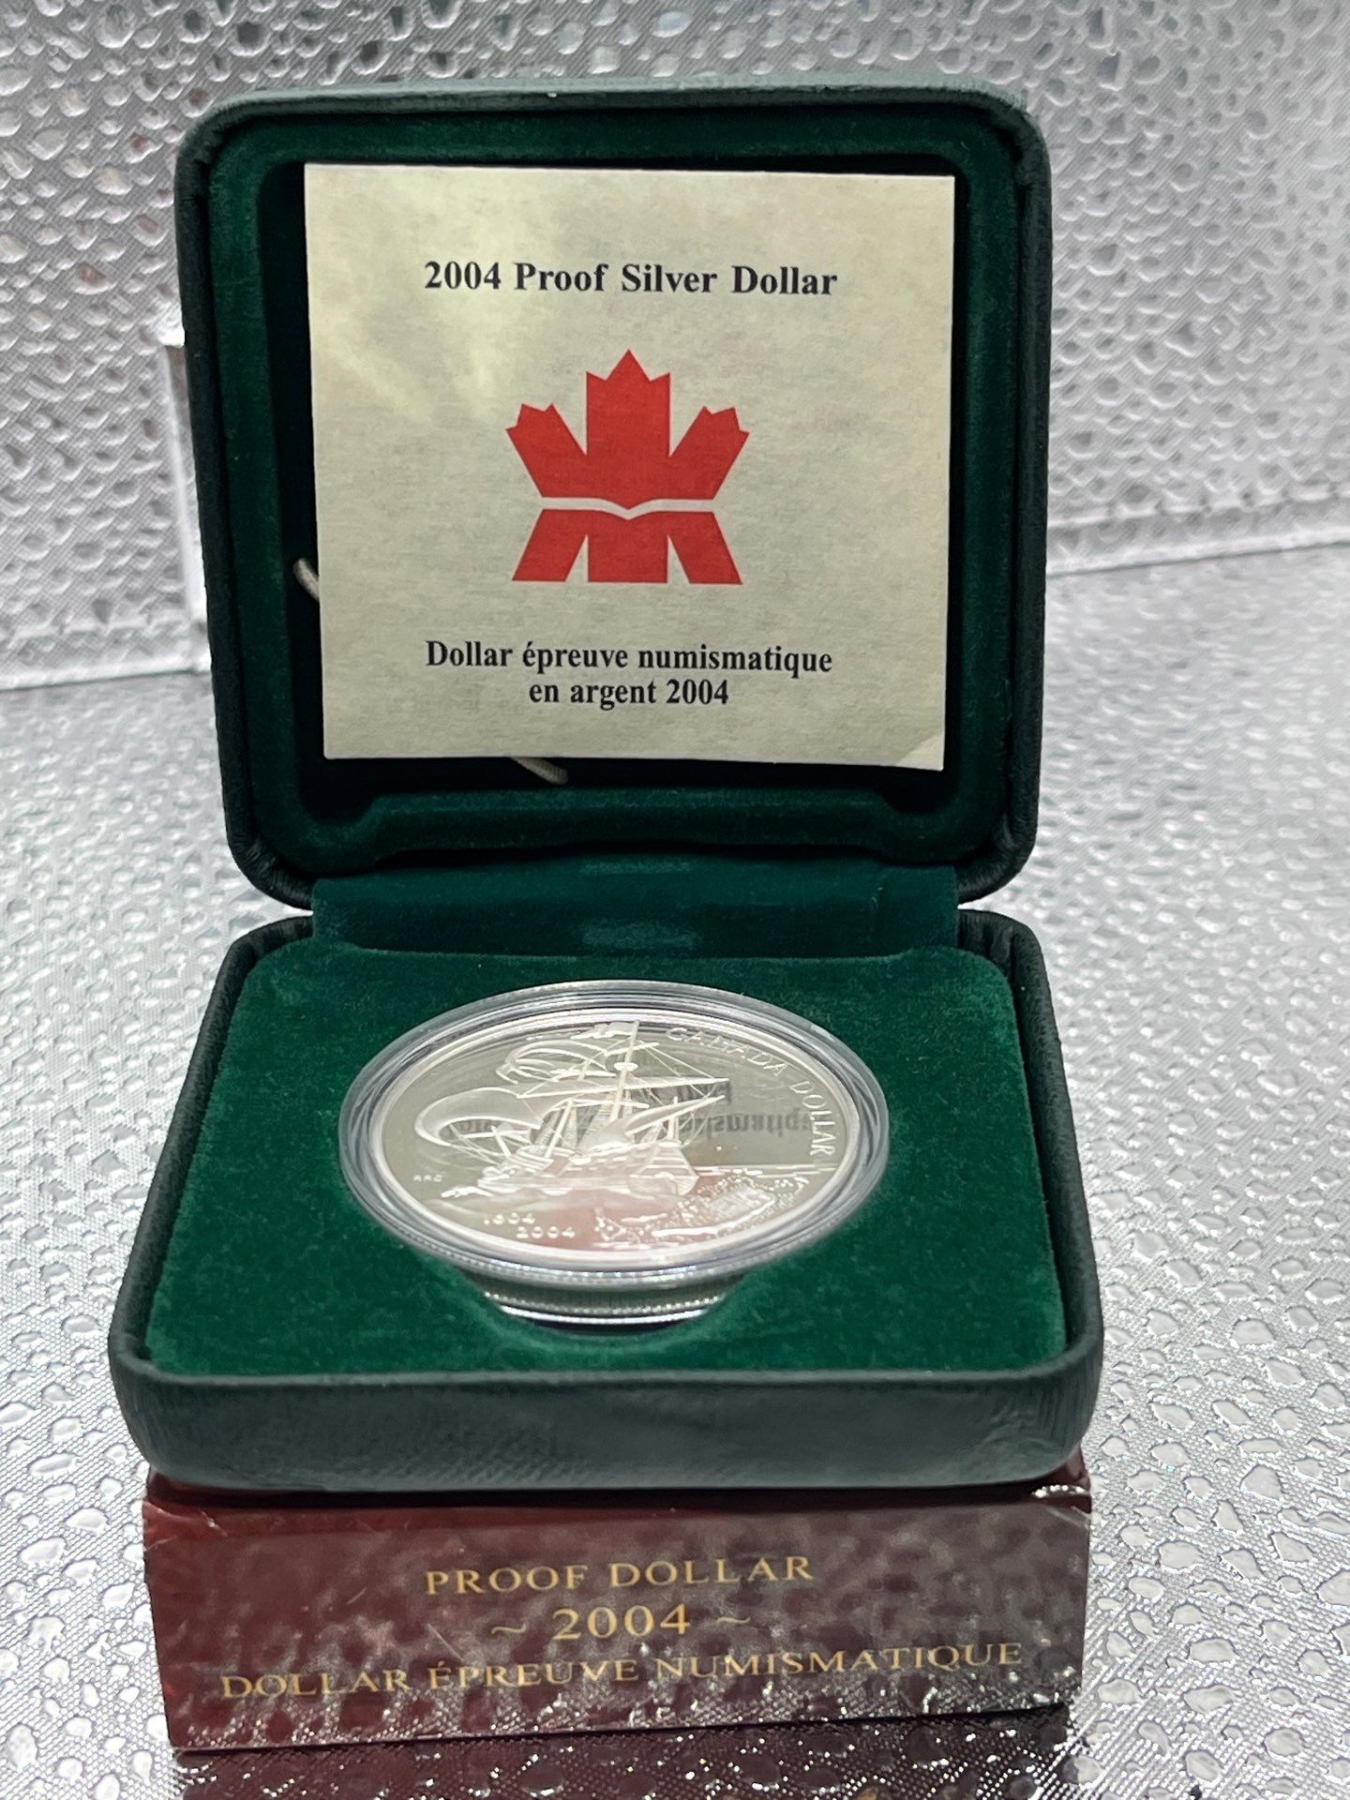 2004 Proof Silver Dollar
Dollar épreuve numismatique
en argent 2004
CANADA DOLLAR
RRC
1604
2004
PROOF DOLLAR
~ 2004 ~
DOLLAR ÉPREUVE NUMISMATIQUE